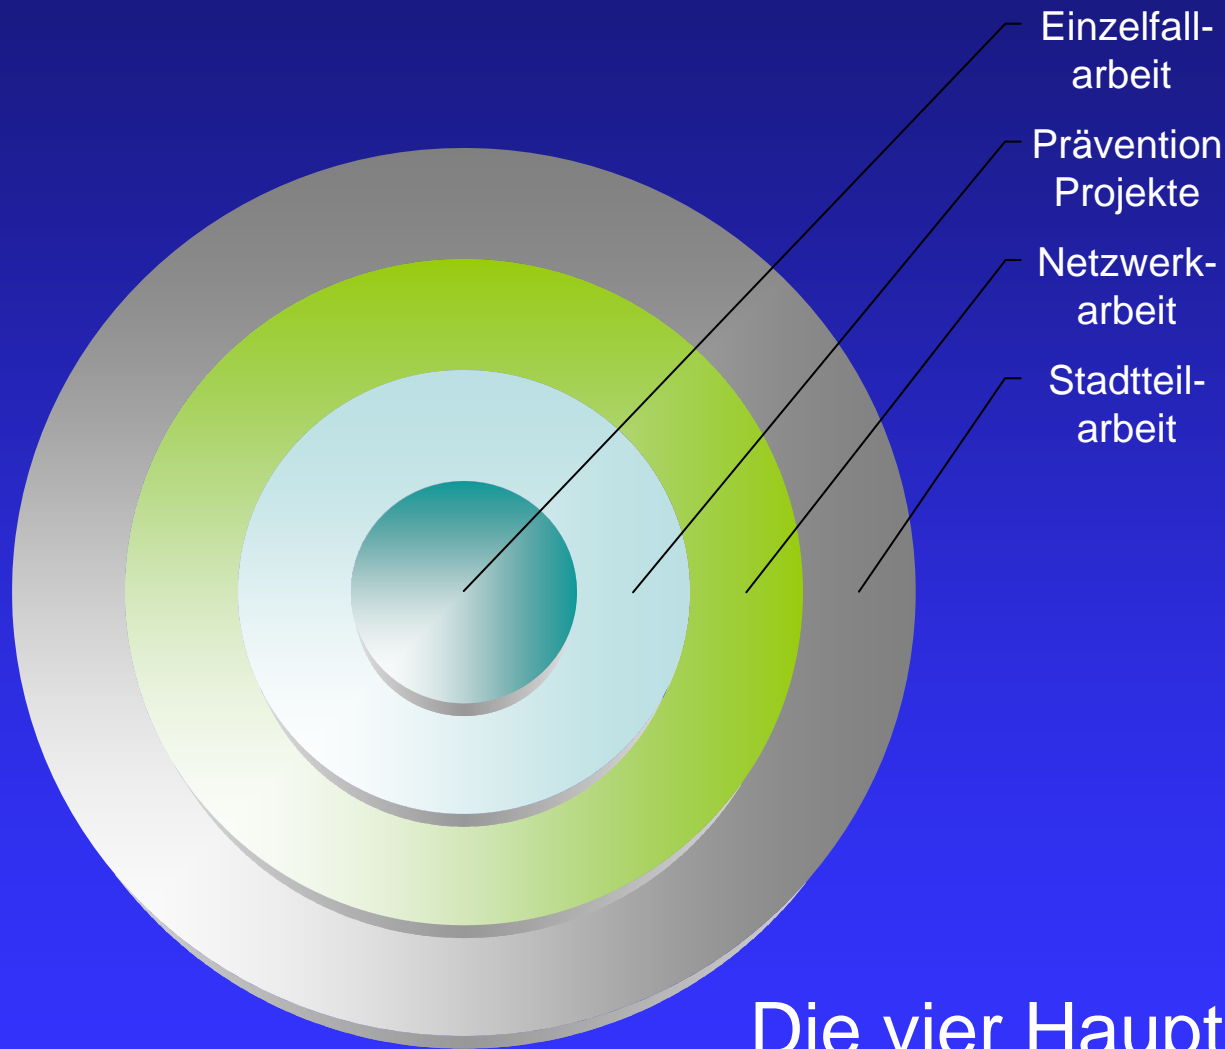 Einzelfall-
arbeit
Prävention
Projekte
Netzwerk-
arbeit
Stadtteil-
arbeit
Die vier Haupt